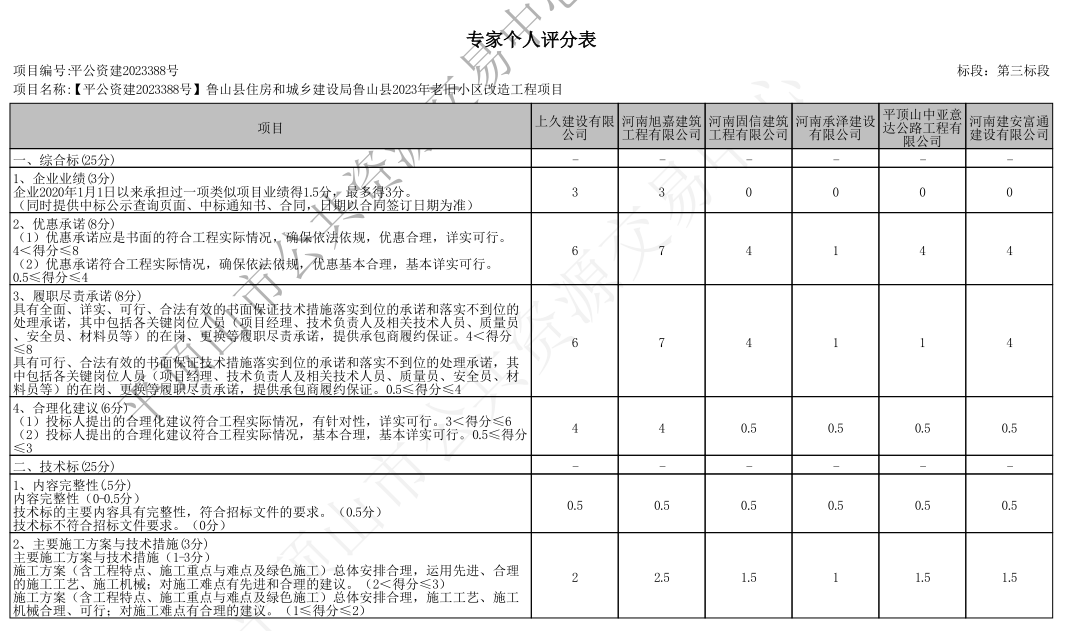 专家个人评分表
项目编号:平公资建2023388号
标段: 第三标段
项目名称:【平公资建2023388号】鲁山县住房和城乡建设局鲁山县2023年老旧小区改造工程项目
项目
上久建设有限
公司
河南旭嘉建筑
工程有限公司
河南固信建筑
工程有限公司
河南承泽建设
有限公司
平顶山中亚意
达公路工程有
限公司
河南建安富通
建设有限公司
一、综合标(25分)
－ － － － － －
1、企业业绩(3分)
企业2020年1月1日以来承担过一项类似项目业绩得1.5分，最多得3分。
（同时提供中标公示查询页面、中标通知书、合同，日期以合同签订日期为准）
3 3 0 0 0 0
2、优惠承诺(8分)
（1）优惠承诺应是书面的符合工程实际情况，确保依法依规，优惠合理，详实可行。
4＜得分≤8
（2）优惠承诺符合工程实际情况，确保依法依规，优惠基本合理，基本详实可行。
0.5≤得分≤4
6 7 4 1 4 4
3、履职尽责承诺(8分)
具有全面、详实、可行、合法有效的书面保证技术措施落实到位的承诺和落实不到位的
处理承诺，其中包括各关键岗位人员（项目经理、技术负责人及相关技术人员、质量员
、安全员、材料员等）的在岗、更换等履职尽责承诺，提供承包商履约保证。4＜得分
≤8
具有可行、合法有效的书面保证技术措施落实到位的承诺和落实不到位的处理承诺，其
中包括各关键岗位人员（项目经理、技术负责人及相关技术人员、质量员、安全员、材
料员等）的在岗、更换等履职尽责承诺，提供承包商履约保证。0.5≤得分≤4
6 7 4 1 1 4
4、合理化建议(6分)
（1）投标人提出的合理化建议符合工程实际情况，有针对性，详实可行。3＜得分≤6
（2）投标人提出的合理化建议符合工程实际情况，基本合理，基本详实可行。0.5≤得分
≤3
4 4 0.5 0.5 0.5 0.5
二、技术标(25分)
－ － － － － －
1、内容完整性(.5分)
内容完整性（0-0.5分）
技术标的主要内容具有完整性，符合招标文件的要求。（0.5分）
技术标不符合招标文件要求。（0分）
0.5 0.5 0.5 0.5 0.5 0.5
2、主要施工方案与技术措施(3分)
主要施工方案与技术措施（1-3分）
施工方案（含工程特点、施工重点与难点及绿色施工）总体安排合理，运用先进、合理
的施工工艺、施工机械；对施工难点有先进和合理的建议。（2＜得分≤3）
施工方案（含工程特点、施工重点与难点及绿色施工）总体安排合理，施工工艺、施工
机械合理、可行；对施工难点有合理的建议。（1≤得分≤2）
2 2.5 1.5 1 1.5 1.5
平顶山市公共资源交易中心
平顶山市公共资源交易中心